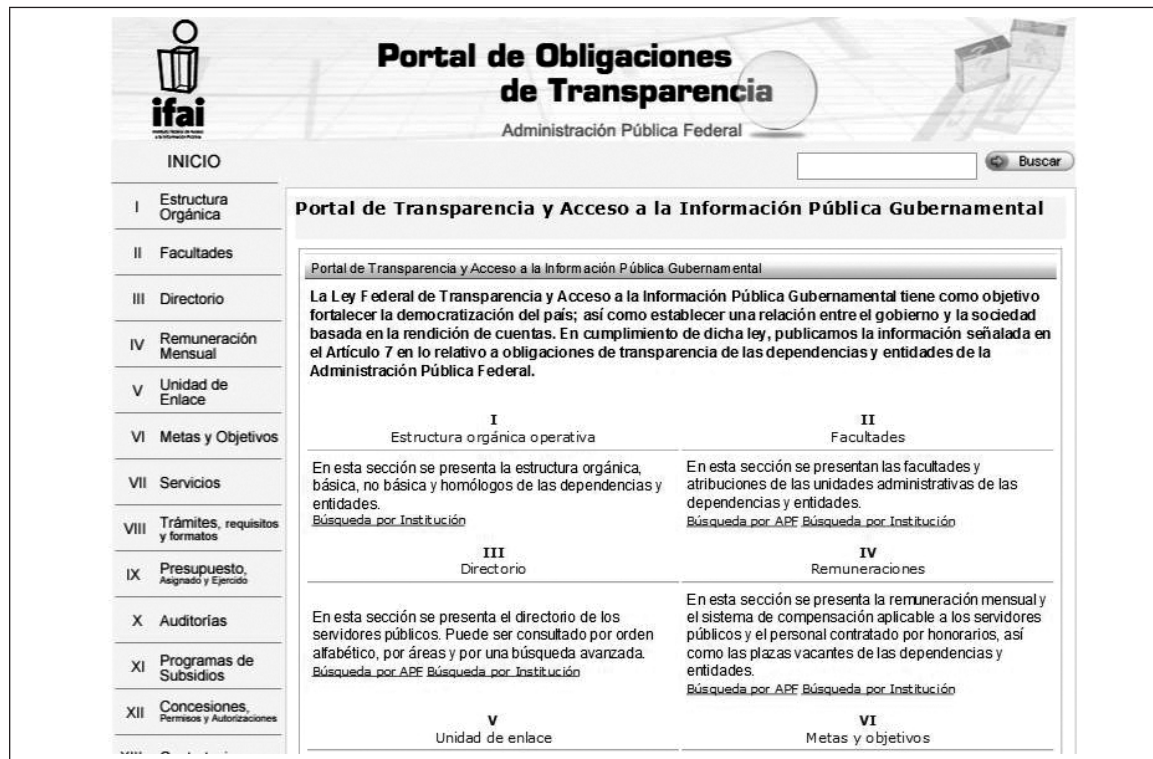 Portal de Obligaciones
de Transparencia
Administración Pública Federal
ifai
INICIO
Buscar
I Estructura
Orgánica
II Facultades
III Directorio
IV Remuneración
Mensual
V Unidad de
Enlace
VI Metas y Objetivos
VII Servicios
VIII Trámites, requisitos
y formatos
IX Presupuesto,
Asignado y Ejercido
X Auditorías
XI Programas de
Subsidios
XII Concesiones,
Permisos y Autorizaciones
Portal de Transparencia y Acceso a la Información Pública Gubernamental
Portal de Transparencia y Acceso a la Información Pública Gubernamental
La Ley Federal de Transparencia y Acceso a la Información Pública Gubernamental tiene como objetivo
fortalecer la democratización del país; así como establecer una relación entre el gobierno y la sociedad
basada en la rendición de cuentas. En cumplimiento de dicha ley, publicamos la información señalada en
el Artículo 7 en lo relativo a obligaciones de transparencia de las dependencias y entidades de la
Administración Pública Federal.
I
Estructura orgánica operativa
En esta sección se presenta la estructura orgánica,
básica, no básica y homólogos de las dependencias y
entidades.
Búsqueda por Institución
II
Facultades
En esta sección se presentan las facultades y
atribuciones de las unidades administrativas de las
dependencias y entidades.
Búsqueda por APF Búsqueda por Institución
III
Directorio
En esta sección se presenta el directorio de los
servidores públicos. Puede ser consultado por orden
alfabético, por áreas y por una búsqueda avanzada.
Búsqueda por APF Búsqueda por Institución
IV
Remuneraciones
En esta sección se presenta la remuneración mensual y
el sistema de compensación aplicable a los servidores
públicos y el personal contratado por honorarios, así
como las plazas vacantes de las dependencias y
entidades.
Búsqueda por APF Búsqueda por Institución
V
Unidad de enlace
VI
Metas y objetivos